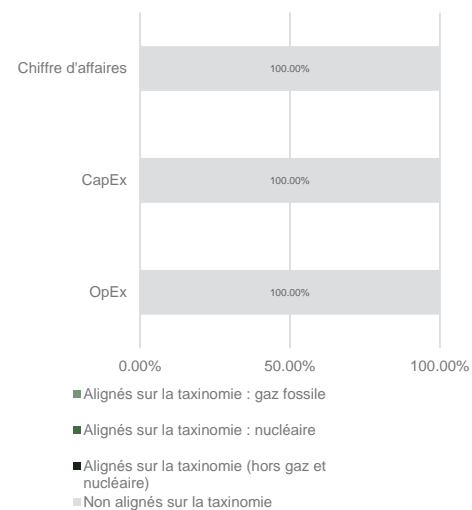 Chiffre d'affaires
100.00%
CapEx
100.00%
OpEx
100.00%
0.00% 50.00% 100.00%
Alignés sur la taxinomie : gaz fossile
Alignés sur la taxinomie : nucléaire
Alignés sur la taxinomie (hors gaz et
nucléaire)
Non alignés sur la taxinomie